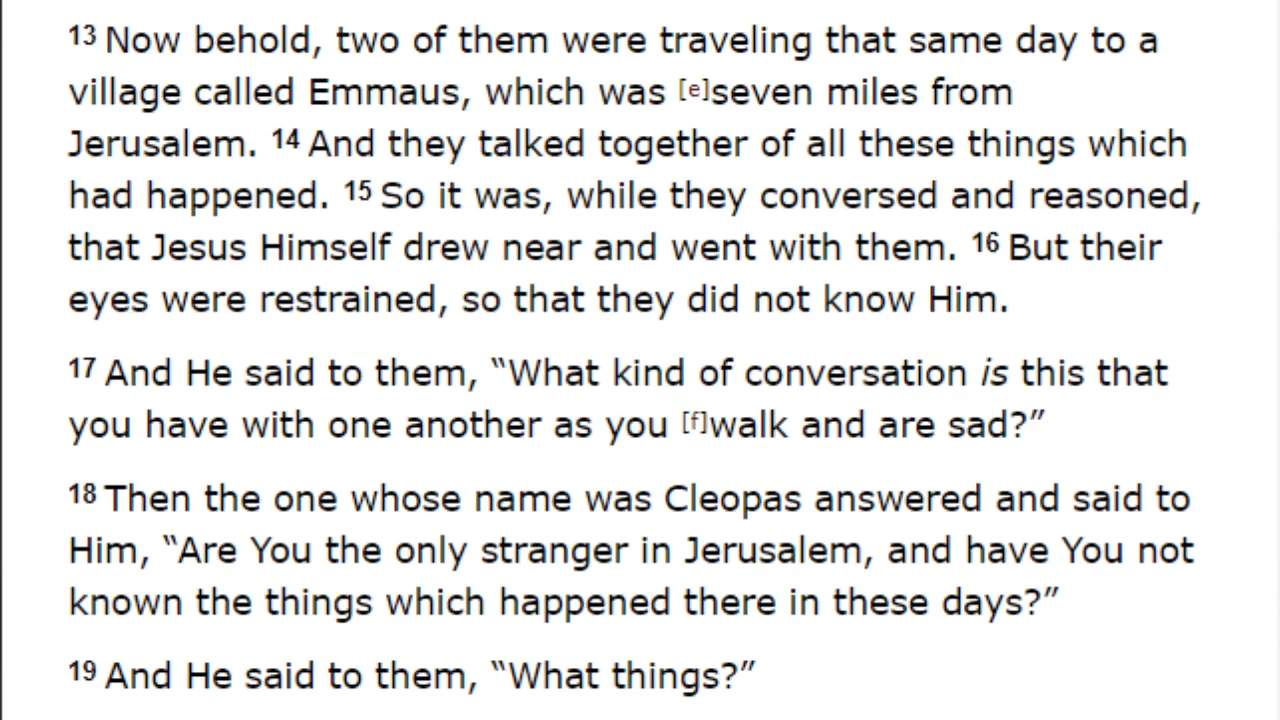 13 Now behold, two of them were traveling that same day to a
village called Emmaus, which was [e]seven miles from
Jerusalem. 14 And they talked together of all these things which
had happened. 15 So it was, while they conversed and reasoned,
that Jesus Himself drew near and went with them. 16 But their
eyes were restrained, so that they did not know Him.
17 And He said to them, “What kind of conversation is this that
you have with one another as you [f]walk and are sad?”
18 Then the one whose name was Cleopas answered and said to
Him, “Are You the only stranger in Jerusalem, and have You not
known the things which happened there in these days?”
19 And He said to them, “What things?”